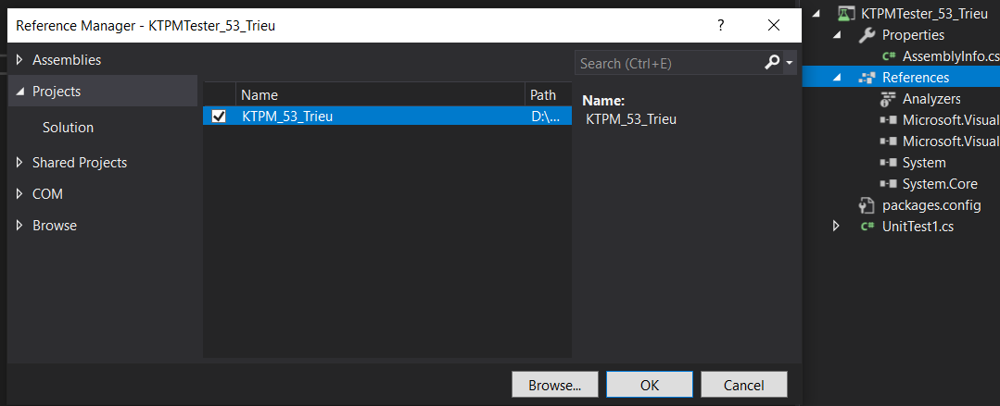 Reference Manager - KTPMTester_53_Trieu
?
Assemblies
Projects
Solution
Shared Projects
COM
Browse
Name
Path
KTPM_53_Trieu
D:\...
Search (Ctrl+E)
Name:
KTPM_53_Trieu
Browse...
OK
Cancel
KTPMTester_53_Trieu
Properties
C# AssemblyInfo.cs
References
Analyzers
Microsoft.Visual
Microsoft.Visual
System
System.Core
packages.config
C# UnitTest1.cs